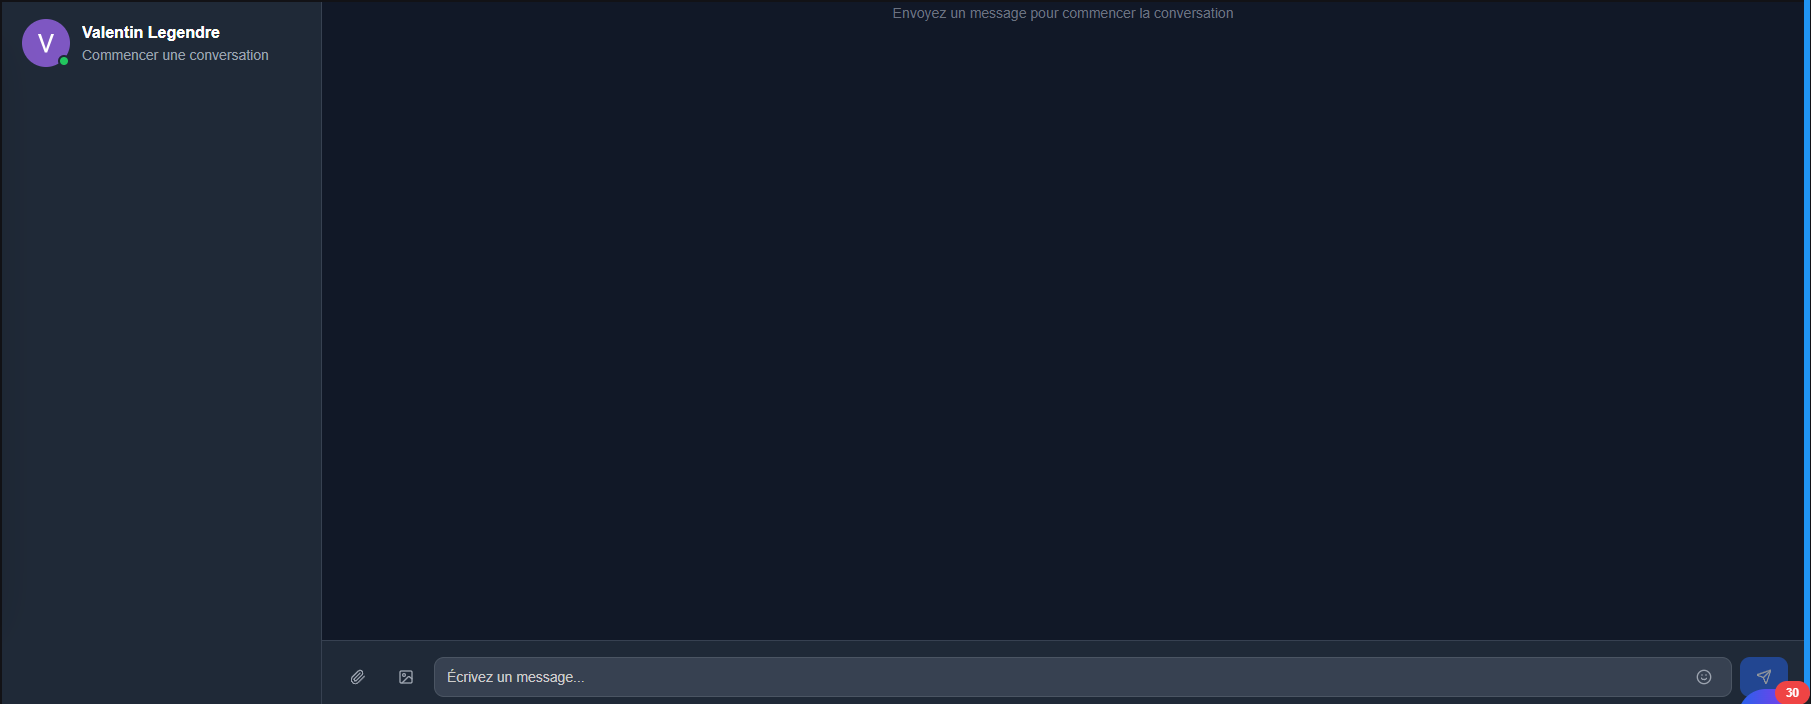 V
Valentin Legendre
Commencer une conversation
Envoyez un message pour commencer la conversation
Écrivez un message...
30